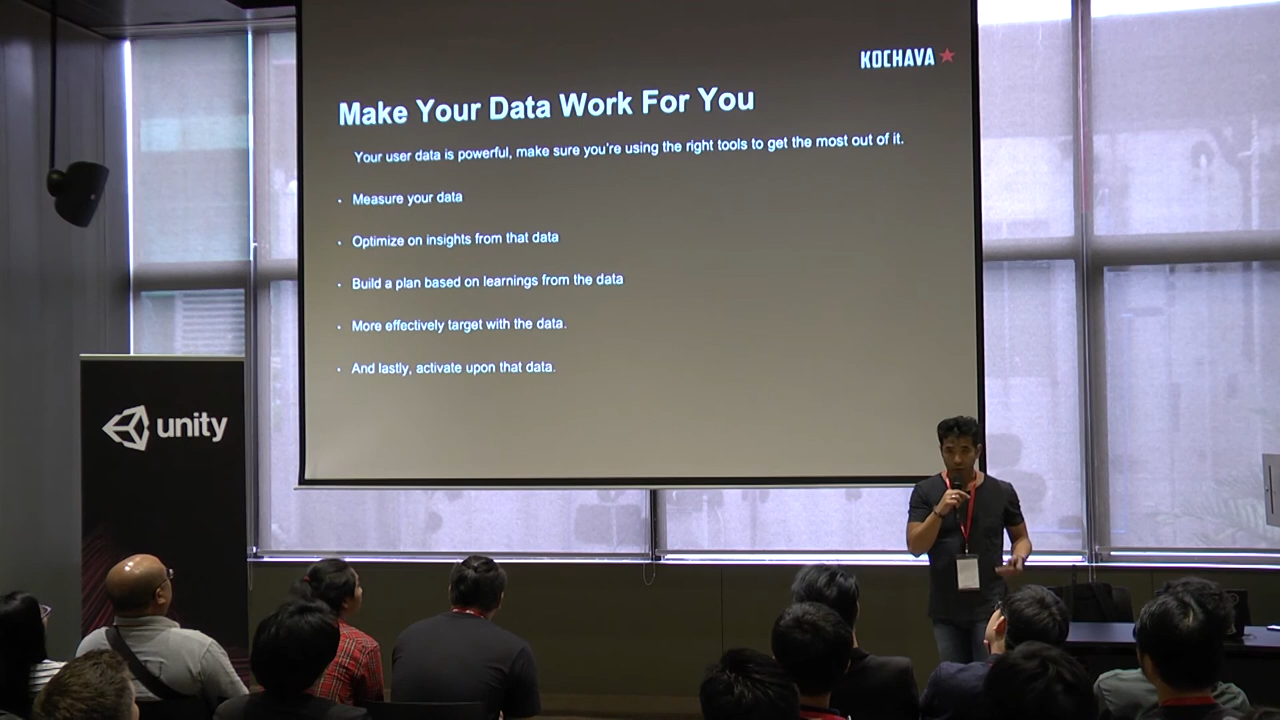 KOCHAVA
Make Your Data Work For You
Your user data is powerful, make sure you're using the right tools to get the most out of it.
• Measure your data
• Optimize on insights from that data
• Build a plan based on learnings from the data
• More effectively target with the data.
• And lastly, activate upon that data.
unity